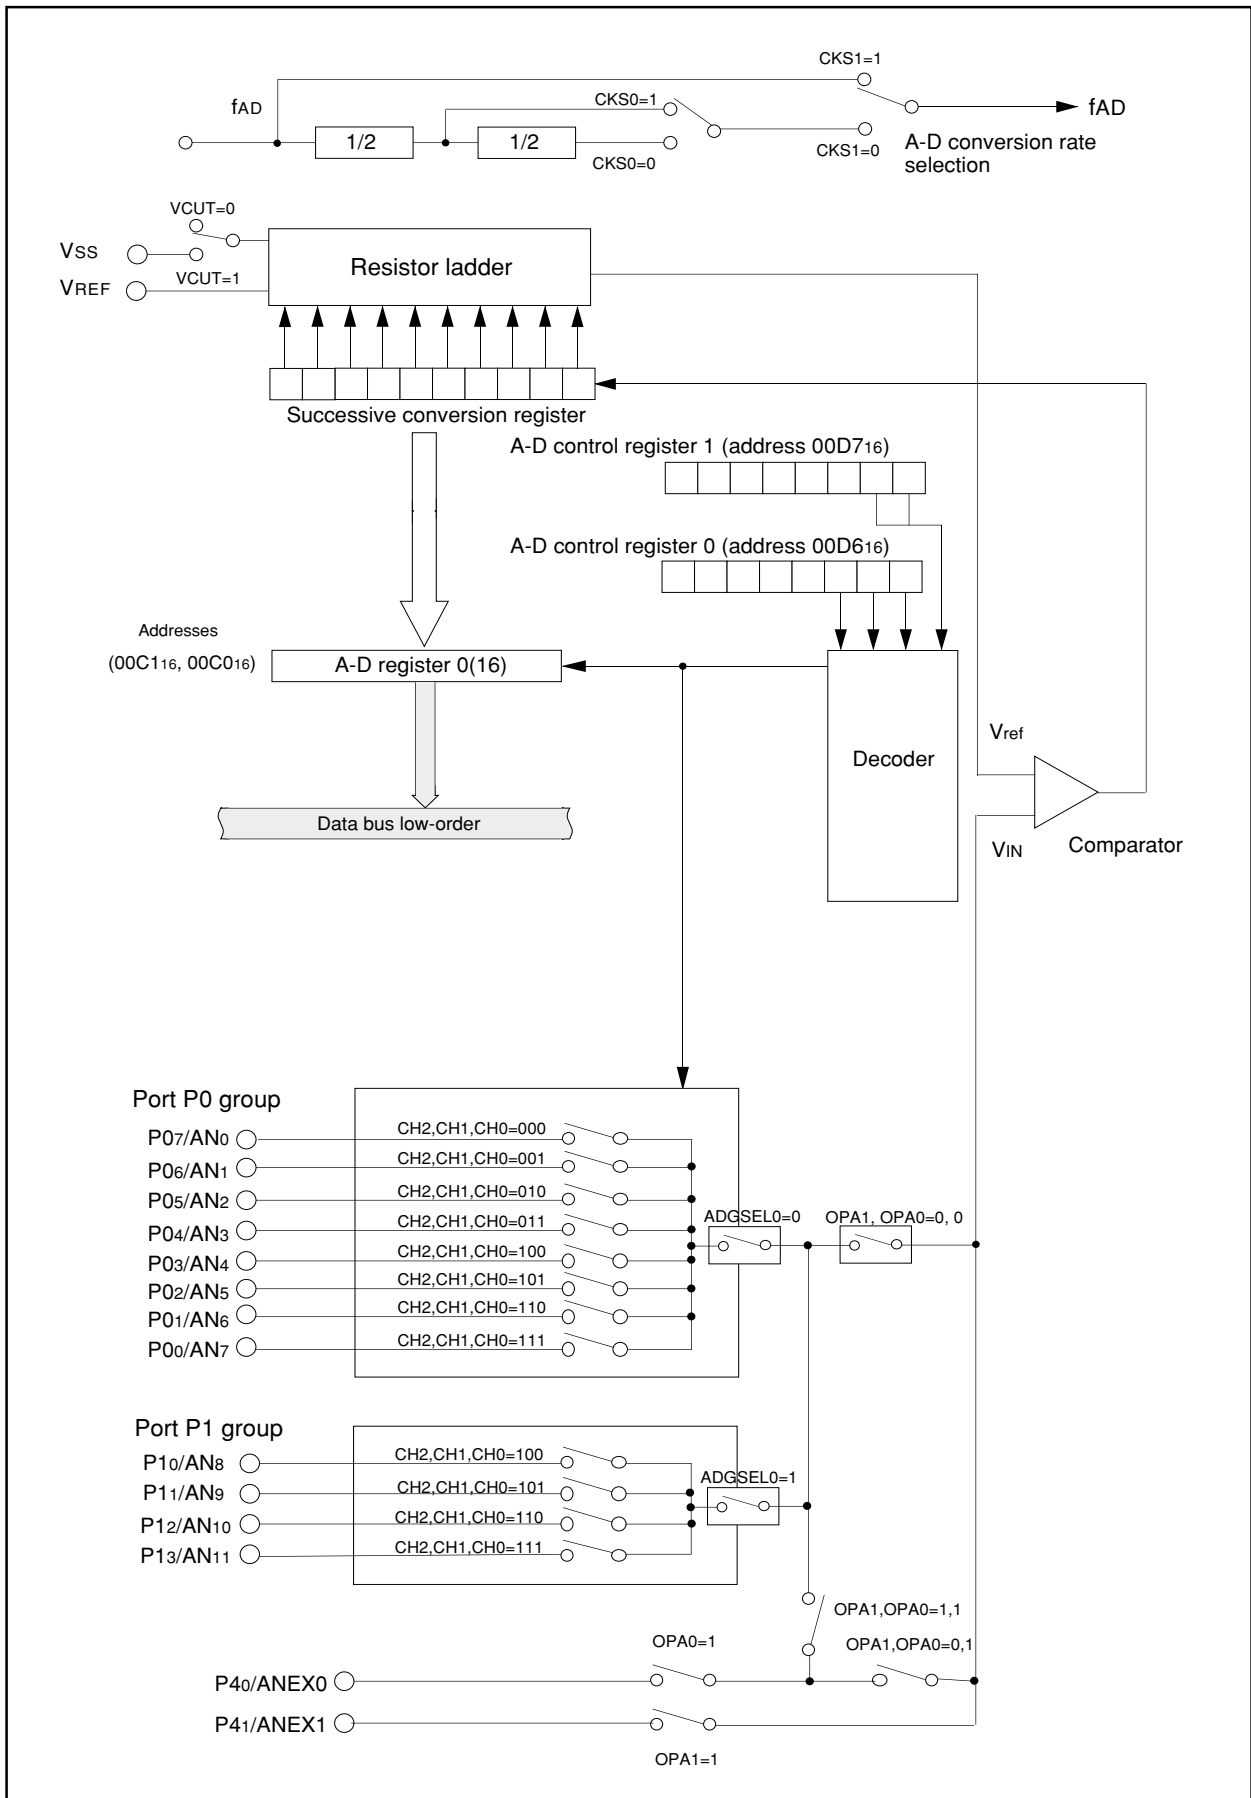 CKS1=1
fAD
CKS0=1
fAD
1/2
1/2
CKS0=0
CKS1=0
A-D conversion rate
selection
VCUT=0
VSS
Resistor ladder
VREF
VCUT=1
Successive conversion register
A-D control register 1 (address 00D716)
A-D control register 0 (address 00D616)
Addresses
(00C116, 00C016)
A-D register 0(16)
Decoder
Vref
Data bus low-order
VIN
Comparator
Port P0 group
P07/AN0
CH2,CH1,CH0=000
P06/AN1
CH2,CH1,CH0=001
P05/AN2
CH2,CH1,CH0=010
P04/AN3
CH2,CH1,CH0=011
ADGSEL0=0
OPA1, OPA0=0, 0
P03/AN4
CH2,CH1,CH0=100
P02/AN5
CH2,CH1,CH0=101
P01/AN6
CH2,CH1,CH0=110
P00/AN7
CH2,CH1,CH0=111
Port P1 group
P10/AN8
CH2,CH1,CH0=100
ADGSEL0=1
P11/AN9
CH2,CH1,CH0=101
P12/AN10
CH2,CH1,CH0=110
P13/AN11
CH2,CH1,CH0=111
OPA1,OPA0=1,1
OPA0=1
OPA1,OPA0=0,1
P40/ANEX0
P41/ANEX1
OPA1=1